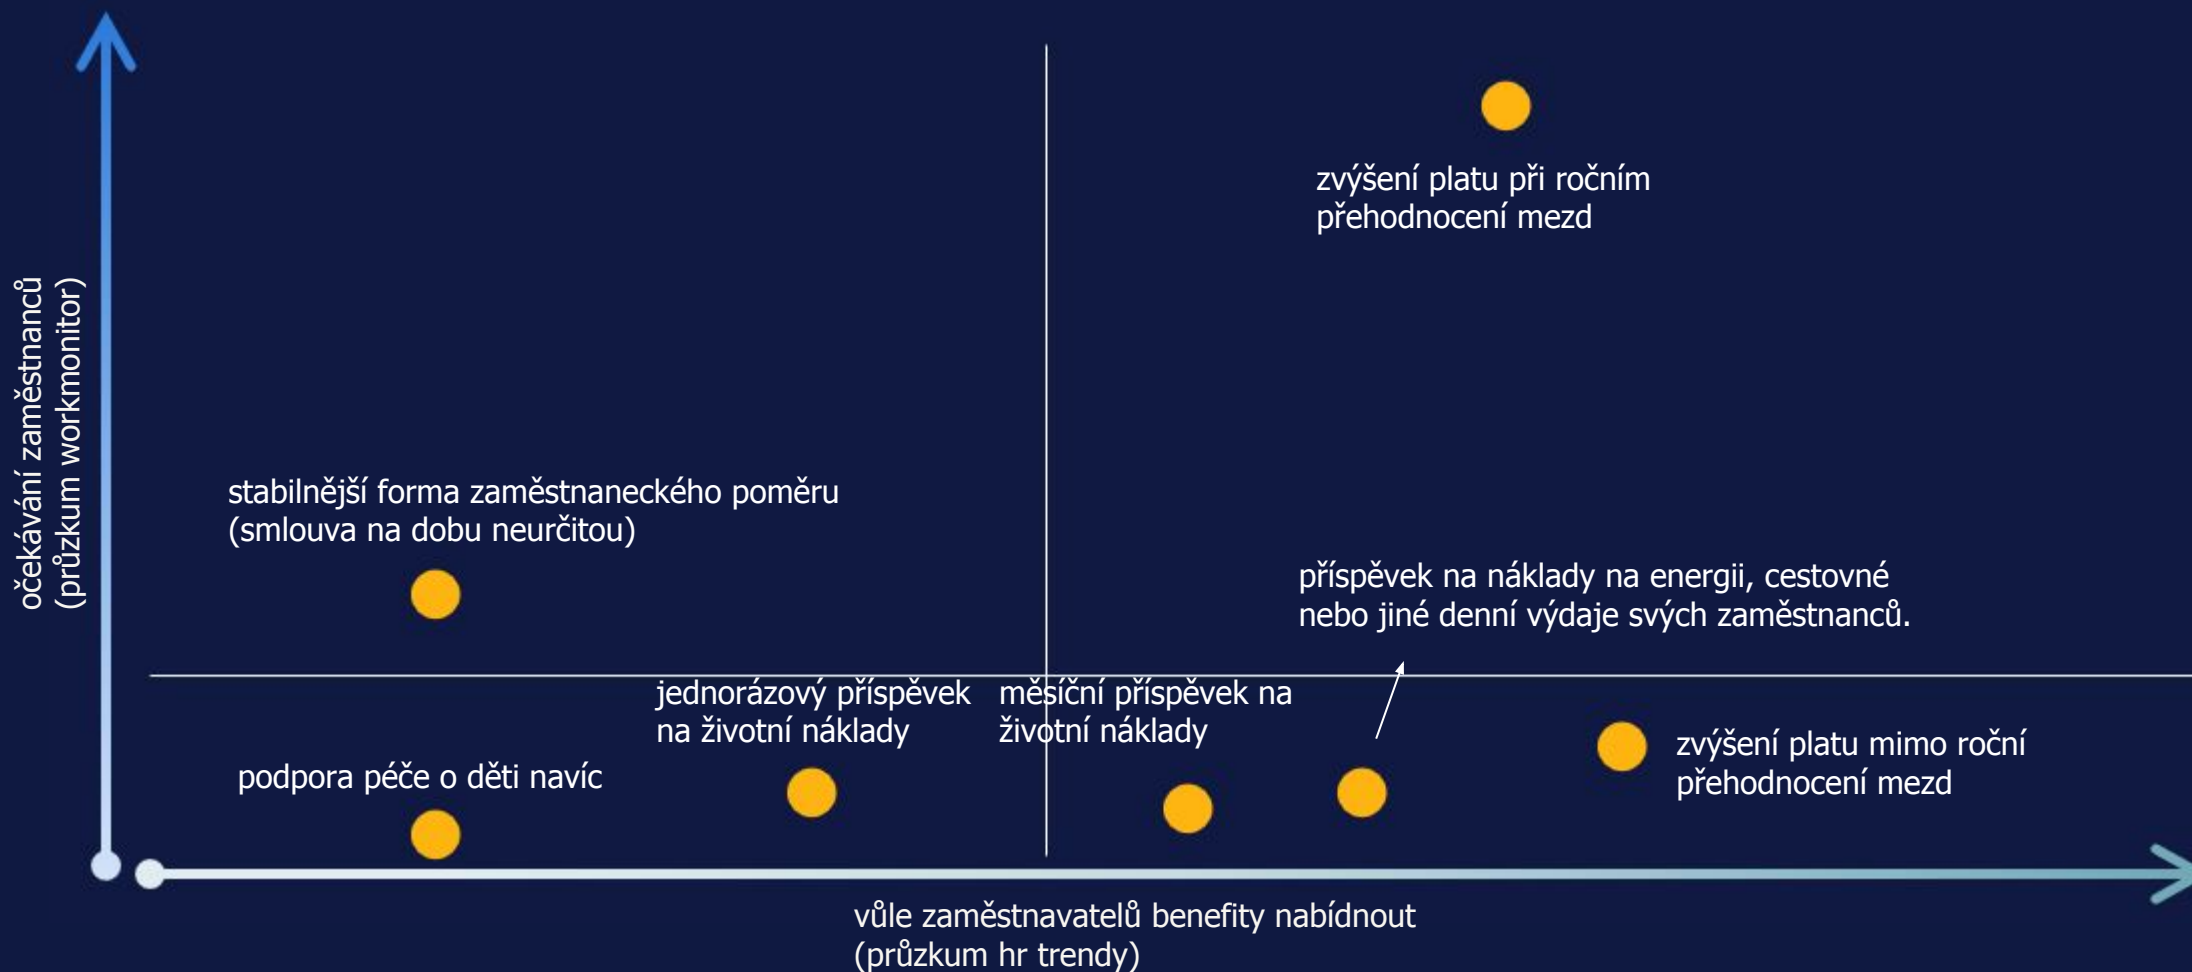 zvýšení platu při ročním
přehodnocení mezd
očekávání zaměstnanců
(průzkum workmonitor)
stabilnější forma zaměstnaneckého poměru
(smlouva na dobu neurčitou)
příspěvek na náklady na energii, cestovné
nebo jiné denní výdaje svých zaměstnanců.
jednorázový příspěvek
na životní náklady
měsíční příspěvek na
životní náklady
zvýšení platu mimo roční
přehodnocení mezd
podpora péče o děti navíc
vůle zaměstnavatelů benefity nabídnout
(průzkum hr trendy)